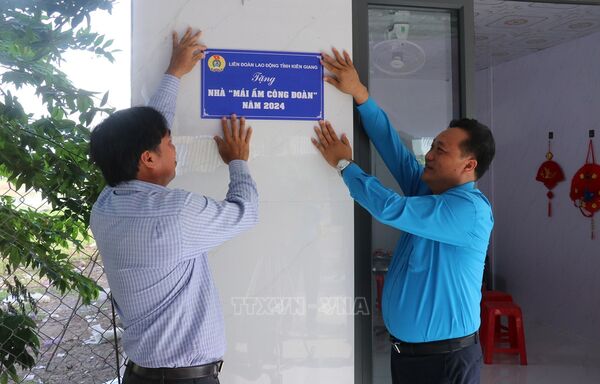 LIÊN ĐOÀN LAO ĐỘNG TỈNH KIÊN GIANG
Tặng
NHÀ "MÁI ẤM CÔNG ĐOÀN"
NĂM 2024
TTXVN - VNA